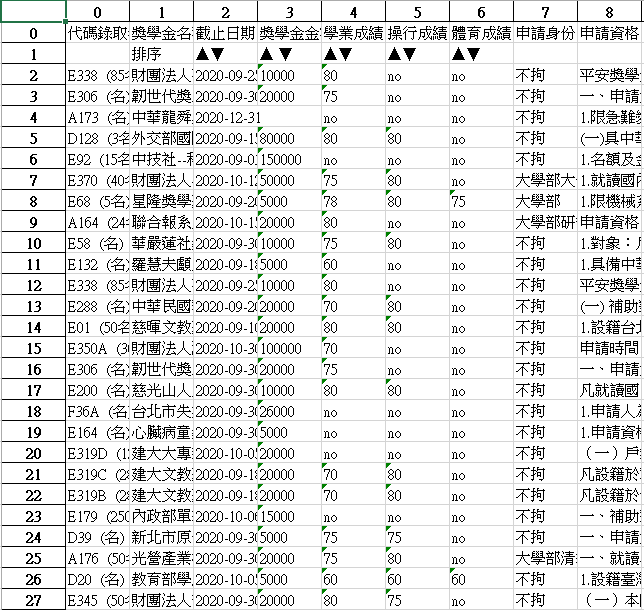 0 1 2 3 4 5 6 7 8
0 代碼錄取 獎學金名 截止日期 獎學金金 學業成績 操行成績 體育成績 申請身份 申請資格
1 排序 ▲▼ ▲▼ ▲▼ ▲▼ ▲▼
2 E338 (85 財團法人 2020-09-2 10000 80 no no 不拘 平安獎學
3 E306 (名) 韌世代獎 2020-09-30 20000 75 no no 不拘 一、申請
4 A173 (名) 中華龍舜 2020-12-31 no no no 不拘 1.限急難
5 D128 (3名 外交部國 2020-09-1 80000 80 80 no 不拘 (一)具中
6 E92 (15名 中技社--科 2020-09-0 150000 no no no 不拘 1.名額及
7 E370 (40 財團法人 2020-10-1 50000 75 80 no 大學部大 1.就讀國
8 E68 (5名) 星隆獎學 2020-09-2 5000 78 80 75 大學部 1.限機械
9 A164 (24 聯合報系 2020-10-1 20000 80 no no 大學部研 申請資格
10 E58 (名) 華嚴蓮社 2020-09-30 10000 75 80 no 不拘 1.對象：
11 E132 (名) 羅慧夫顱 2020-09-18 5000 60 no no 不拘 1.具備中
12 E338 (85 財團法人 2020-09-2 10000 80 no no 不拘 平安獎學
13 E288 (名) 中華民國 2020-09-2 20000 70 80 no 不拘 (一) 補助
14 E01 (50名 慈暉文教 2020-09-10 20000 80 80 no 不拘 1.設籍台
15 E350A (3 財團法人 2020-10-30 100000 70 no no 不拘 申請時間
16 E306 (名) 韌世代獎 2020-09-30 20000 75 no no 不拘 一、申請
17 E200 (名) 慈光山人 2020-09-30 10000 80 80 no 不拘 凡就讀國
18 F36A (名) 台北市失 2020-09-30 26000 no no no 不拘 1.申請人
19 E164 (名) 心臟病童 2020-09-30 5000 no no no 不拘 1.申請資格
20 E319D (1 建大大專 2020-10-0 20000 no no no 不拘 （一）戶
21 E319C (2 建大文教 2020-09-18 20000 70 80 no 不拘 凡設籍於
22 E319B (2 建大文教 2020-09-18 20000 70 80 no 不拘 凡設籍於
23 E179 (250 內政部單 2020-10-06 15000 no no no 不拘 一、補助
24 D39 (名) 新北市原 2020-09-30 5000 75 75 no 不拘 一、申請
25 A176 (50 光營產業 2020-09-30 20000 75 80 no 大學部清 一、就讀
26 D20 (名) 教育部學 2020-10-0 5000 60 60 60 不拘 1.設籍臺
27 E345 (50 財團法人 2020-09-30 20000 80 75 no 不拘 （一）本